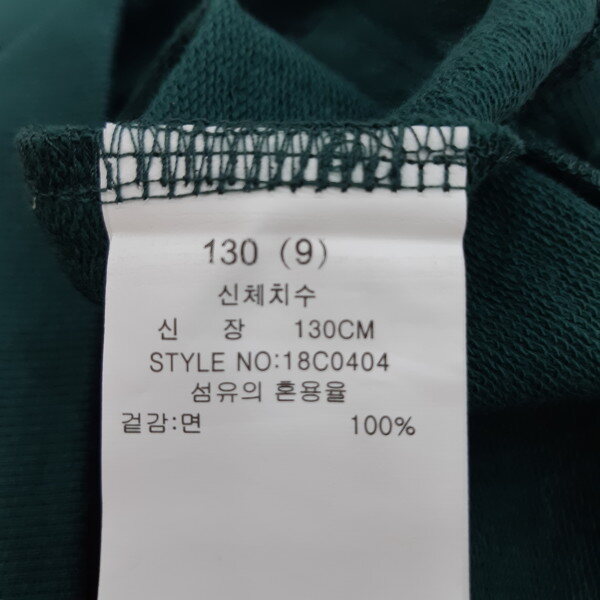 130 (9)
신체치수
신 장 130CM
STYLE NO:18C0404
섬유의 혼용율
겉감:면 100%